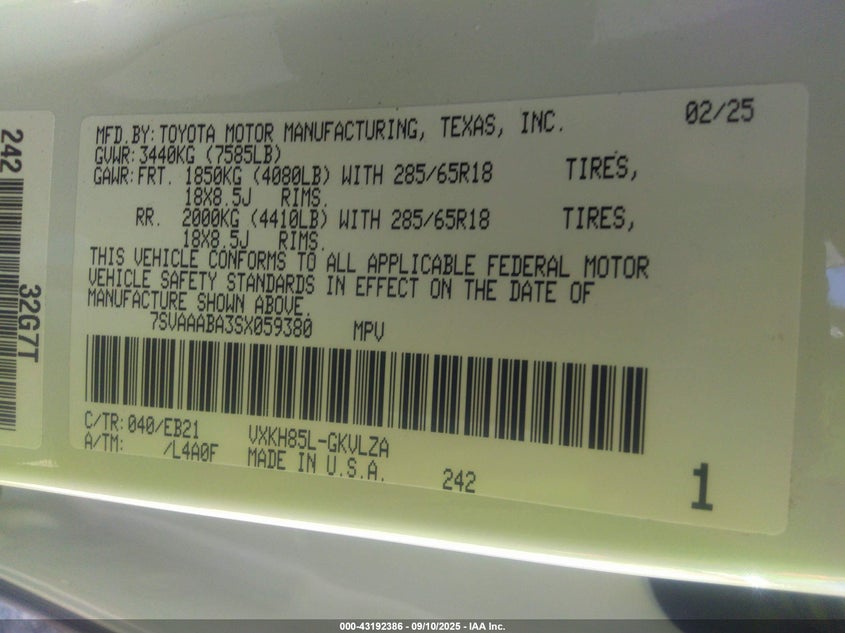 MFD.BY:TOYOTA MOTOR MANUFACTURING, TEXAS, INC. 02/25
GVWR:3440KG (7585LB)
GAWR:FRT. 1850KG (4080LB) WITH 285/65R18 TIRES,
18X8.5J RIMS.
RR. 2000KG (4410LB) WITH 285/65R18 TIRES,
18X8.5J RIMS.
THIS VEHICLE CONFORMS TO ALL APPLICABLE FEDERAL MOTOR
VEHICLE SAFETY STANDARDS IN EFFECT ON THE DATE OF
MANUFACTURE SHOWN ABOVE.
7SVAAABA3SX059380 MPV
C/TR:040/EB21 VXKH85L-GKVLZA
A/TM: /L4A0F MADE IN U.S.A. 242 1
242 32G7T
000-43192386 - 09/10/2025 - IAA Inc.